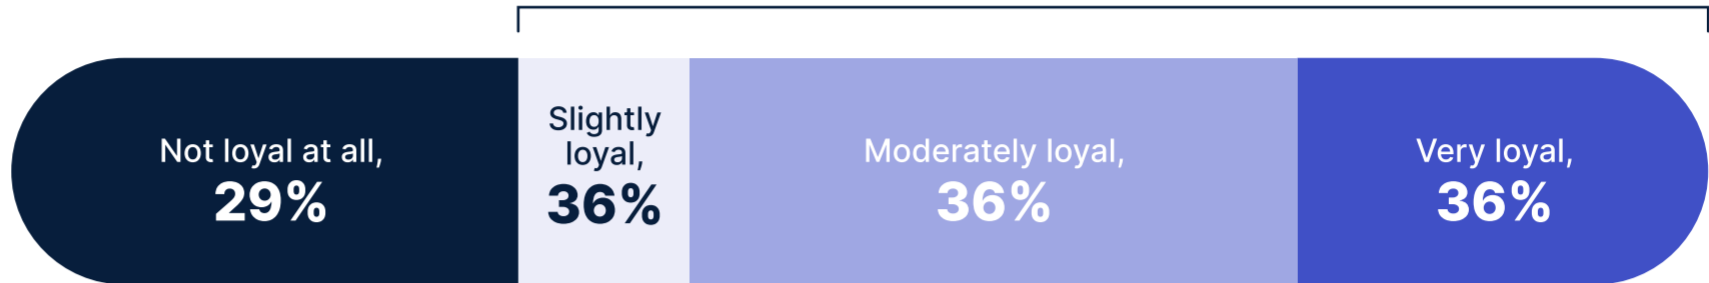 Not loyal at all,
29%
Slightly
loyal,
36%
Moderately loyal,
36%
Very loyal,
36%